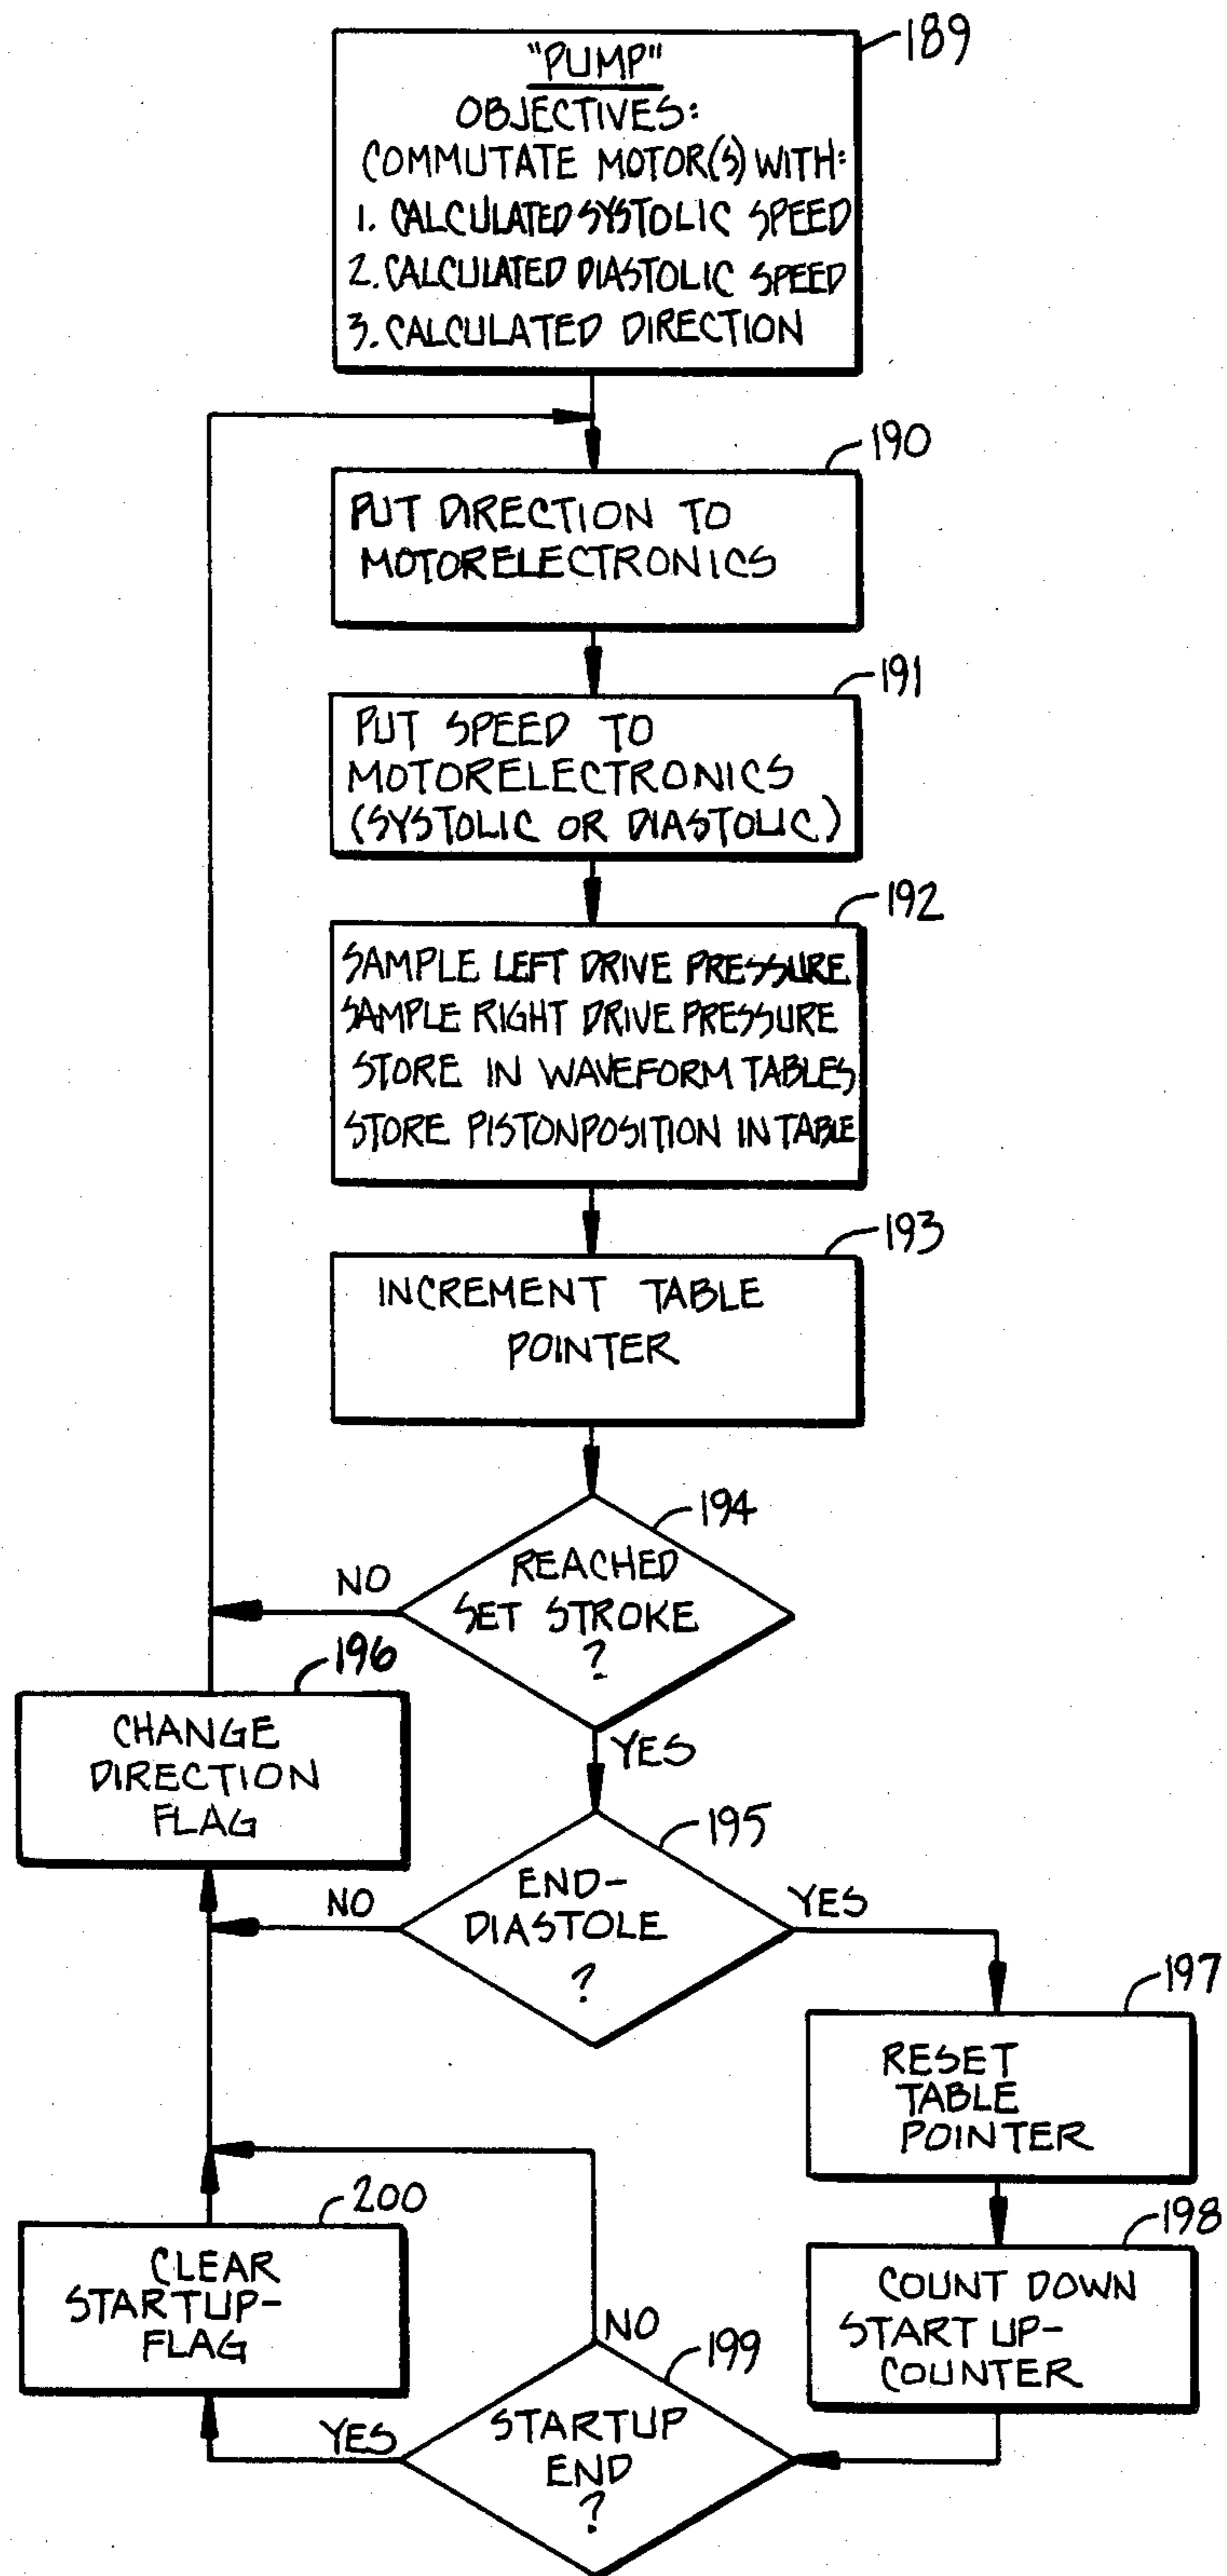 "PUMP"
OBJECTIVES:
COMMUTATE MOTOR(S) WITH:
1. CALCULATED SYSTOLIC SPEED
2. CALCULATED DIASTOLIC SPEED
3. CALCULATED DIRECTION
189
190
PUT DIRECTION TO
MOTORELECTRONICS
191
PUT SPEED TO
MOTORELECTRONICS
(SYSTOLIC OR DIASTOLIC)
192
SAMPLE LEFT DRIVE PRESSURE
SAMPLE RIGHT DRIVE PRESSURE
STORE IN WAVEFORM TABLES
STORE PISTONPOSITION IN TABLE
193
INCREMENT TABLE
POINTER
194
REACHED
SET STROKE
?
NO
YES
196
CHANGE
DIRECTION
FLAG
195
END-
DIASTOLE
?
NO
YES
197
RESET
TABLE
POINTER
198
COUNT DOWN
START UP-
COUNTER
199
STARTUP
END
?
NO
YES
200
CLEAR
STARTUP-
FLAG